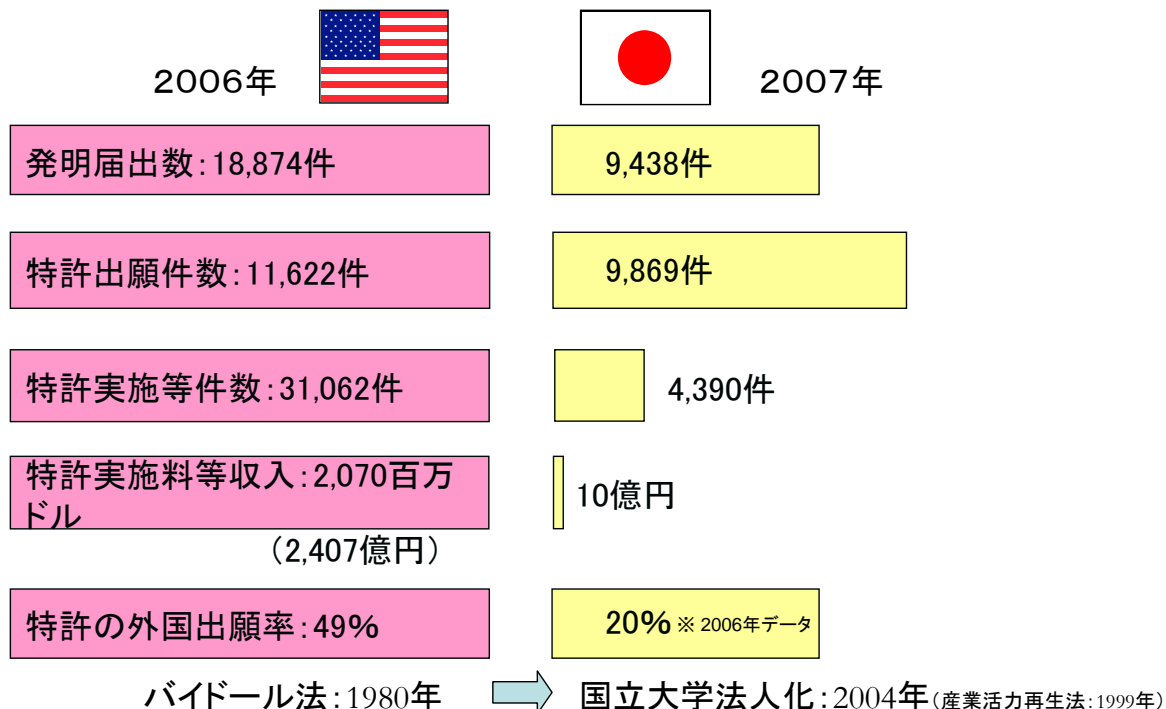 2006年
2007年
発明届出数:18,874件
9,438件
特許出願件数:11,622件
9,869件
特許実施等件数:31,062件
4,390件
特許実施料等収入:2,070百万
ドル
(2,407億円)
10億円
特許の外国出願率:49%
20% ※ 2006年データ
バイドール法:1980年
国立大学法人化:2004年(産業活力再生法:1999年)